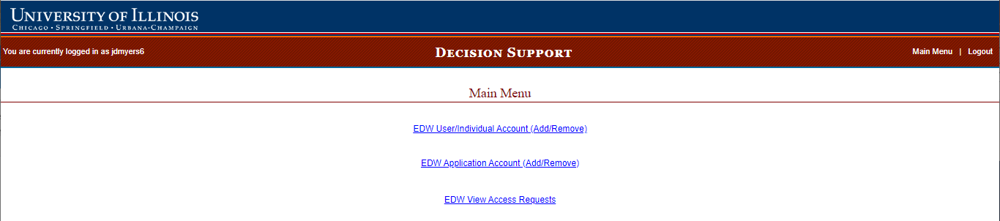 UNIVERSITY OF ILLINOIS
CHICAGO • SPRINGFIELD • URBANA-CHAMPAIGN
You are currently logged in as jdmyers6
DECISION SUPPORT
Main Menu | Logout
Main Menu
EDW User/Individual Account (Add/Remove)
EDW Application Account (Add/Remove)
EDW View Access Requests